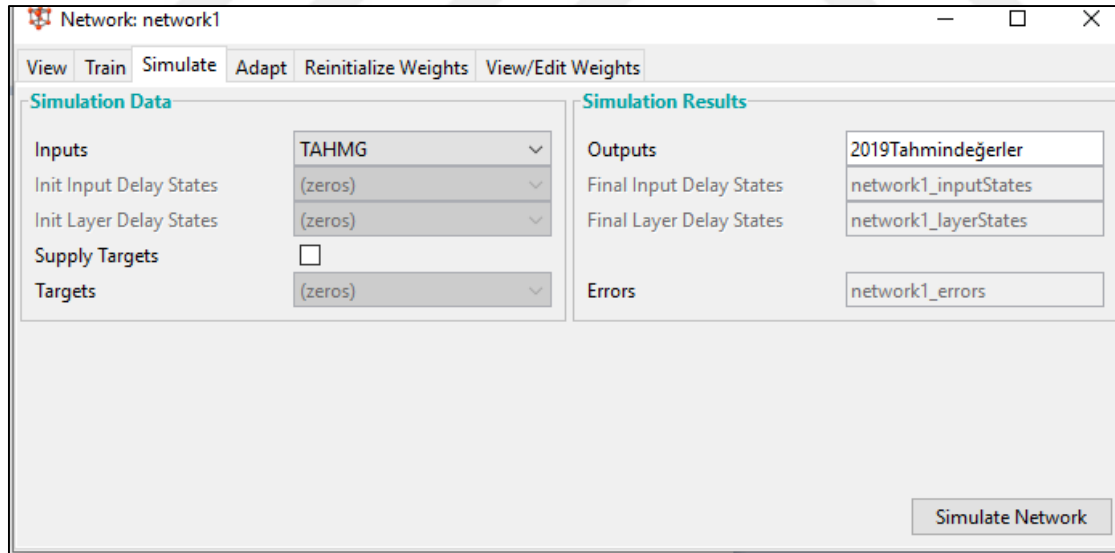 Network: network1
View Train Simulate Adapt Reinitialize Weights View/Edit Weights
Simulation Data
Inputs TAHMG
Init Input Delay States (zeros)
Init Layer Delay States (zeros)
Supply Targets
Targets (zeros)
Simulation Results
Outputs 2019Tahmindeğerler
Final Input Delay States network1_inputStates
Final Layer Delay States network1_layerStates
Errors network1_errors
Simulate Network